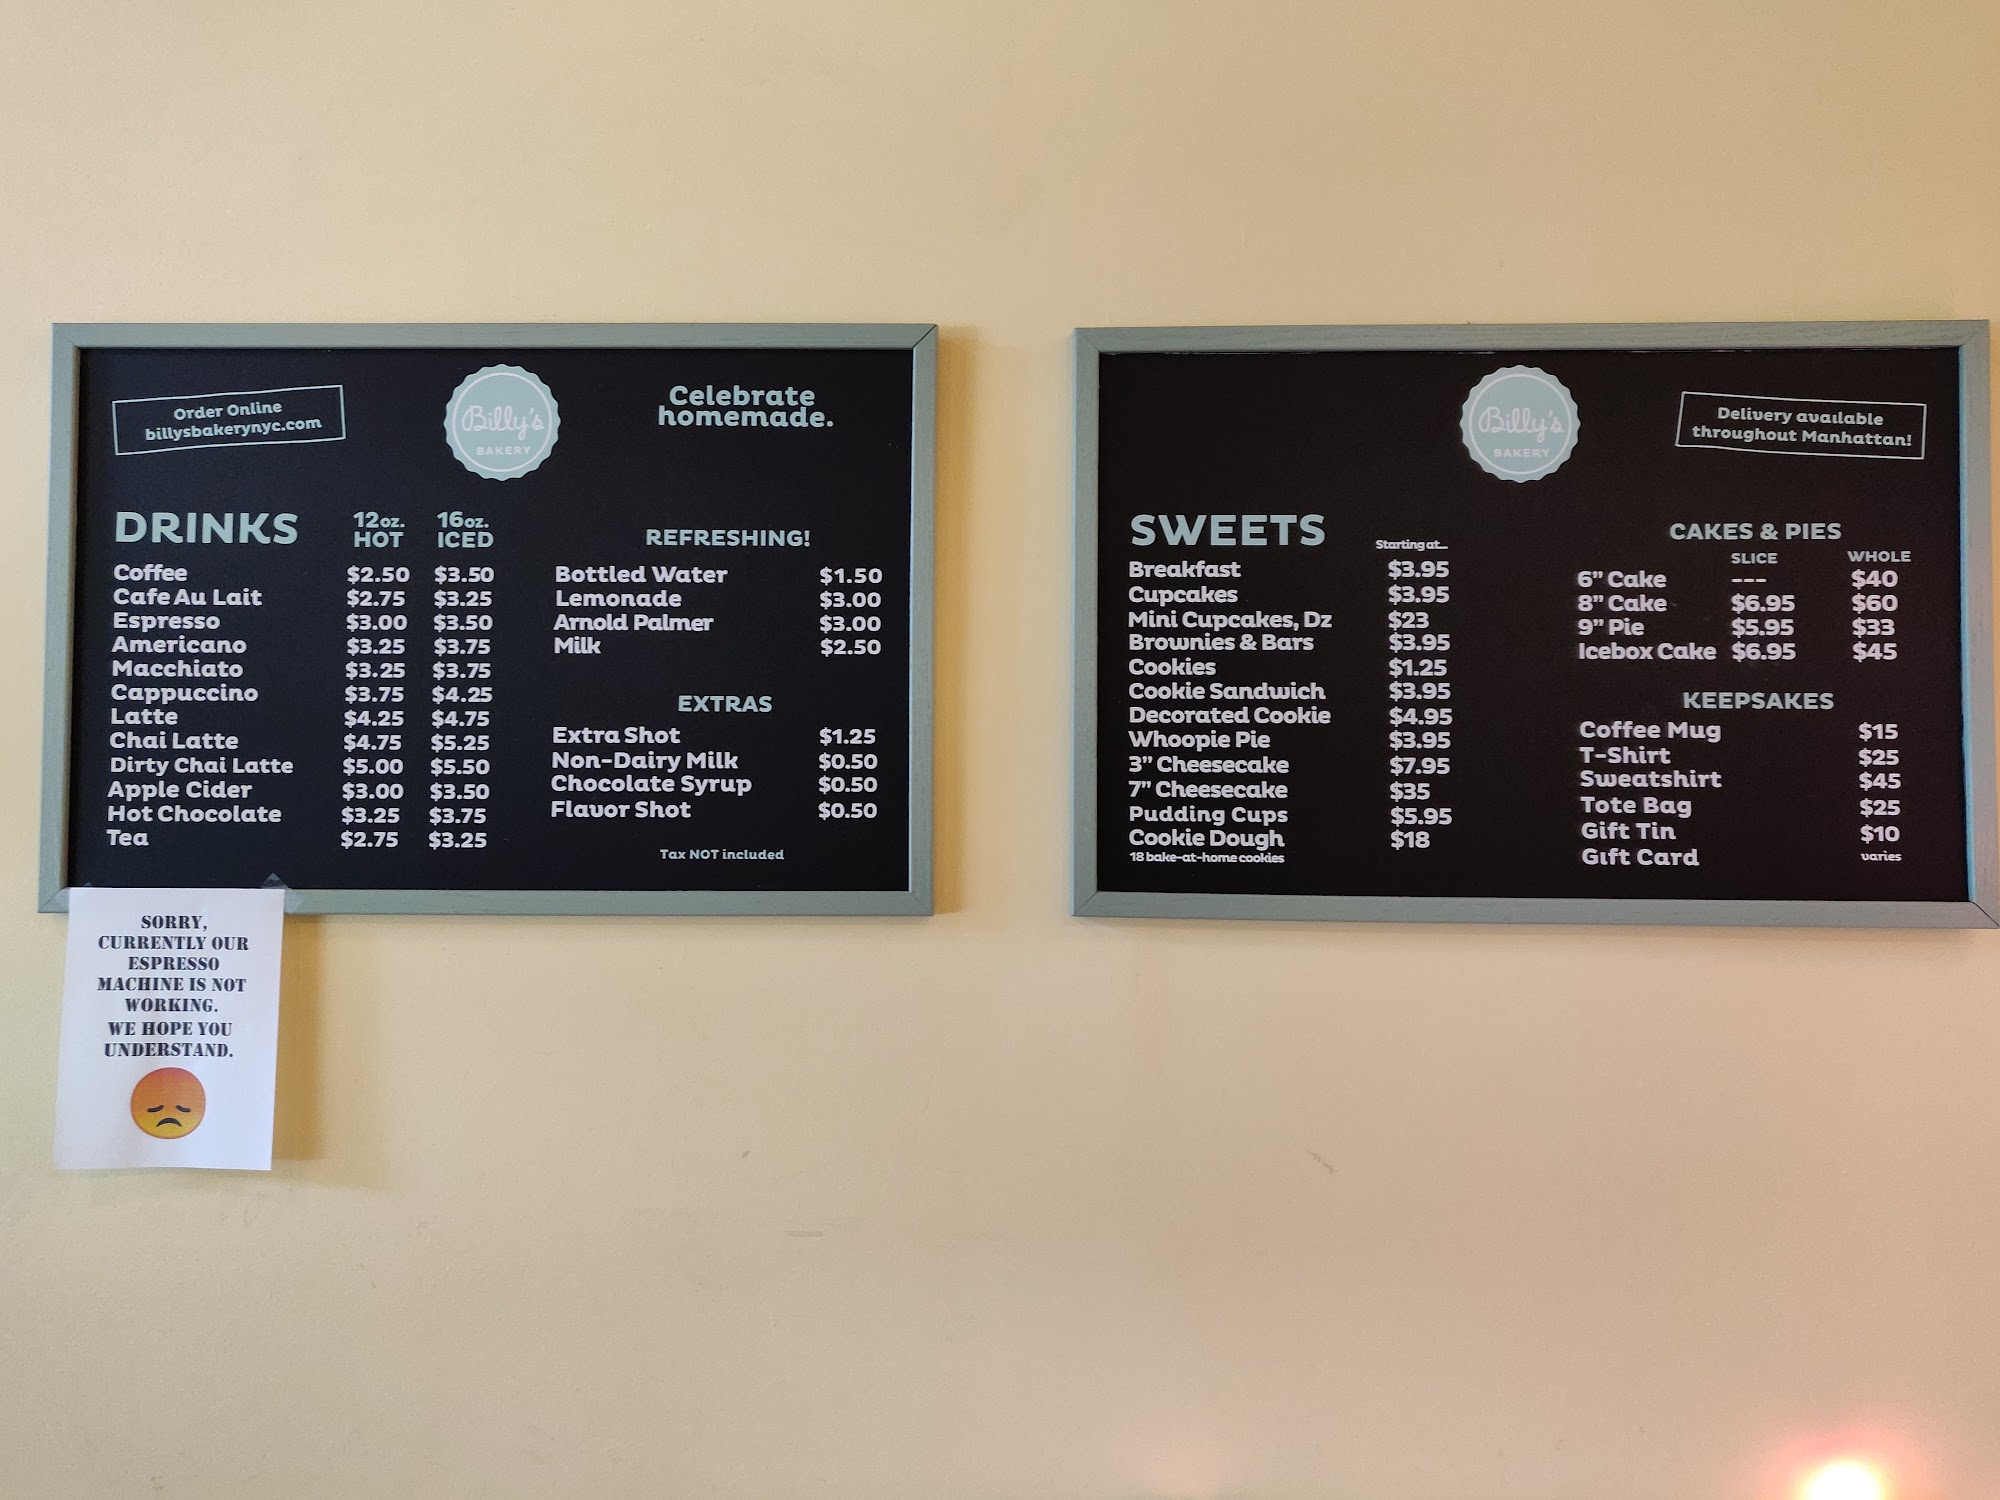 Order Online
billysbakerynyc.com
Billy's
BAKERY
Celebrate
homemade.
DRINKS 12oz. HOT 16oz. ICED
Coffee $2.50 $3.50
Cafe Au Lait $2.75 $3.25
Espresso $3.00 $3.50
Americano $3.25 $3.75
Macchiato $3.25 $3.75
Cappuccino $3.75 $4.25
Latte $4.25 $4.75
Chai Latte $4.75 $5.25
Dirty Chai Latte $5.00 $5.50
Apple Cider $3.00 $3.50
Hot Chocolate $3.25 $3.75
Tea $2.75 $3.25
REFRESHING!
Bottled Water $1.50
Lemonade $3.00
Arnold Palmer $3.00
Milk $2.50
EXTRAS
Extra Shot $1.25
Non-Dairy Milk $0.50
Chocolate Syrup $0.50
Flavor Shot $0.50
Tax NOT included
SORRY,
CURRENTLY OUR
ESPRESSO
MACHINE IS NOT
WORKING.
WE HOPE YOU
UNDERSTAND.
Billy's
BAKERY
Delivery available
throughout Manhattan!
SWEETS Starting at...
Breakfast $3.95
Cupcakes $3.95
Mini Cupcakes, Dz $23
Brownies & Bars $3.95
Cookies $1.25
Cookie Sandwich $3.95
Decorated Cookie $4.95
Whoopie Pie $3.95
3" Cheesecake $7.95
7" Cheesecake $35
Pudding Cups $5.95
Cookie Dough $18
18 bake-at-home cookies
CAKES & PIES
SLICE WHOLE
6" Cake --- $40
8" Cake $6.95 $60
9" Pie $5.95 $33
Icebox Cake $6.95 $45
KEEPSAKES
Coffee Mug $15
T-Shirt $25
Sweatshirt $45
Tote Bag $25
Gift Tin $10
Gift Card varies